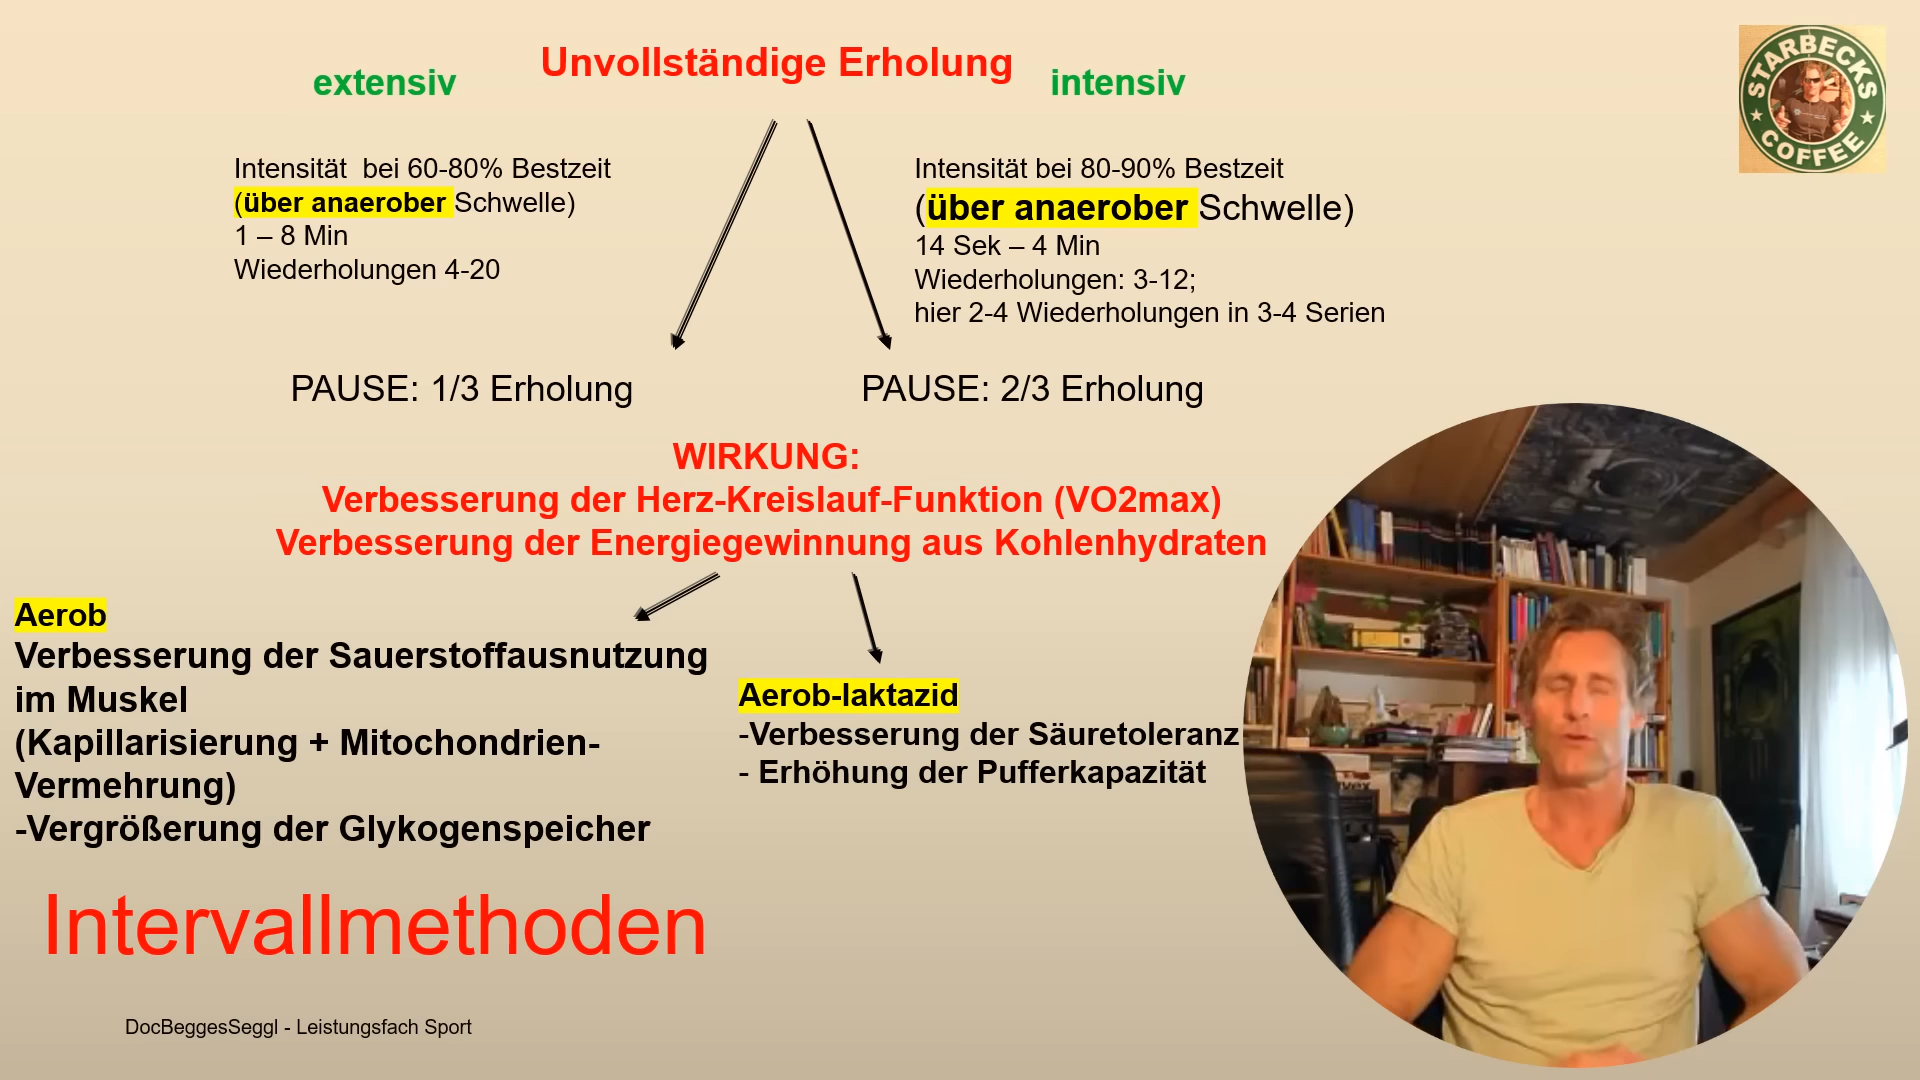 Unvollständige Erholung
extensiv
intensiv
Intensität  bei 60-80% Bestzeit
(über anaerober Schwelle)
1 – 8 Min
Wiederholungen 4-20
Intensität bei 80-90% Bestzeit
(über anaerober Schwelle)
14 Sek – 4 Min
Wiederholungen: 3-12;
hier 2-4 Wiederholungen in 3-4 Serien
PAUSE: 1/3 Erholung
PAUSE: 2/3 Erholung
WIRKUNG:
Verbesserung der Herz-Kreislauf-Funktion (VO2max)
Verbesserung der Energiegewinnung aus Kohlenhydraten
Aerob
Verbesserung der Sauerstoffausnutzung
im Muskel
(Kapillarisierung + Mitochondrien-
Vermehrung)
-Vergrößerung der Glykogenspeicher
Aerob-laktazid
-Verbesserung der Säuretoleranz
- Erhöhung der Pufferkapazität
Intervallmethoden
DocBeggesSeggl - Leistungsfach Sport
STARBECKS
COFFEE